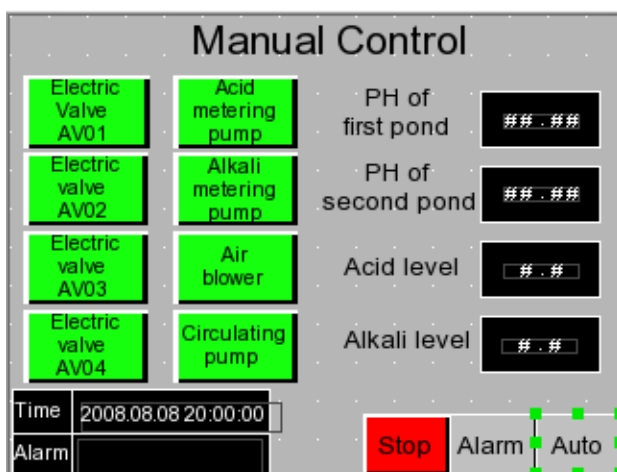 Manual Control
Electric
Valve
AV01
Acid
metering
pump
PH of
first pond
##.##
Electric
valve
AV02
Alkali
metering
pump
PH of
second pond
##.##
Electric
valve
AV03
Air
blower
Acid level
#.#
Electric
valve
AV04
Circulating
pump
Alkali level
#.#
Time
2008.08.08 20:00:00
Alarm
Stop
Alarm
Auto